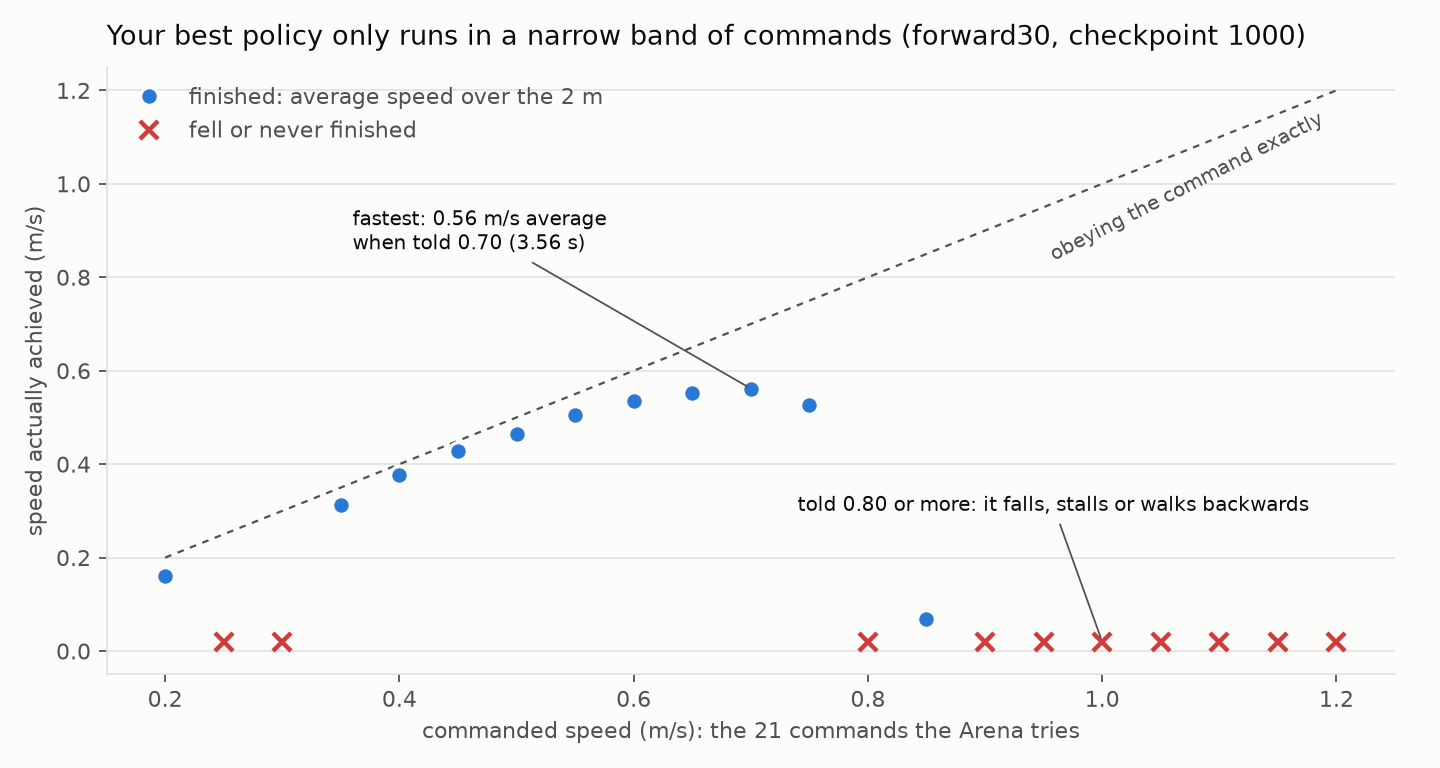 Your best policy only runs in a narrow band of commands (forward30, checkpoint 1000)
finished: average speed over the 2 m
fell or never finished
fastest: 0.56 m/s average
when told 0.70 (3.56 s)
obeying the command exactly
told 0.80 or more: it falls, stalls or walks backwards
speed actually achieved (m/s)
1.2
1.0
0.8
0.6
0.4
0.2
0.0
0.2
0.4
0.6
0.8
1.0
1.2
commanded speed (m/s): the 21 commands the Arena tries